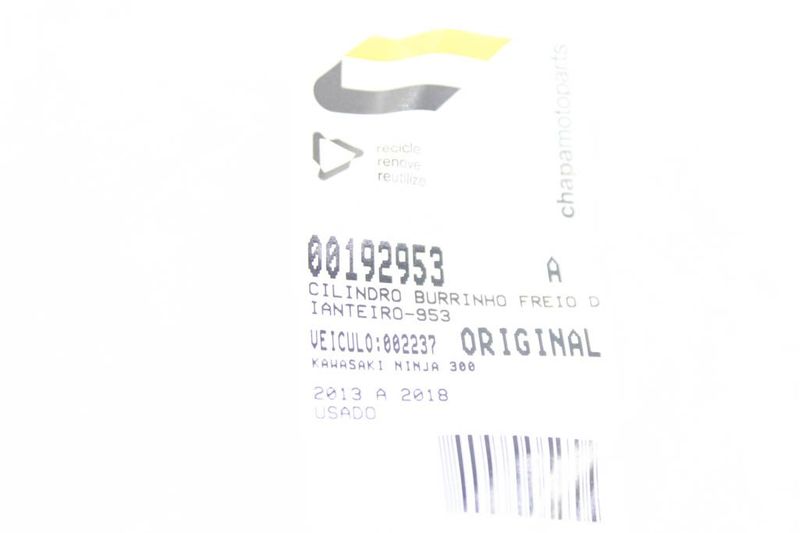 chapamotoparts
recicle
renove
reutilize
00192953 A
CILINDRO BURRINHO FREIO D
IANTEIRO-953
VEICULO:002237 ORIGINAL
KAWASAKI NINJA 300
2013 A 2018
USADO